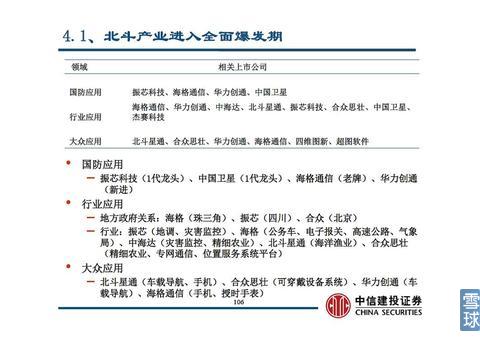 4.1、北斗产业进入全面爆发期
领域 相关上市公司
国防应用 振芯科技、海格通信、华力创通、中国卫星
行业应用 海格通信、华力创通、中海达、北斗星通、振芯科技、合众思壮、中国卫星、
杰赛科技
大众应用 北斗星通、合众思壮、华力创通、海格通信、四维图新、超图软件
• 国防应用
– 振芯科技（1代龙头）、中国卫星（1代龙头）、海格通信（老牌）、华力创通
（新进）
• 行业应用
– 地方政府关系：海格（珠三角）、振芯（四川）、合众（北京）
– 行业：振芯（地调、灾害监控）、海格（公务车、电子报关、高速公路、气象
局）、中海达（灾害监控、精细农业）、北斗星通（海洋渔业）、合众思壮
（精细农业、专网通信、位置服务系统平台）
• 大众应用
– 北斗星通（车载导航、手机）、合众思壮（可穿戴设备系统）、华力创通（车
载导航）、海格通信（手机、授时手表）
106
中信建投证券
CHINA SECURITIES
雪球